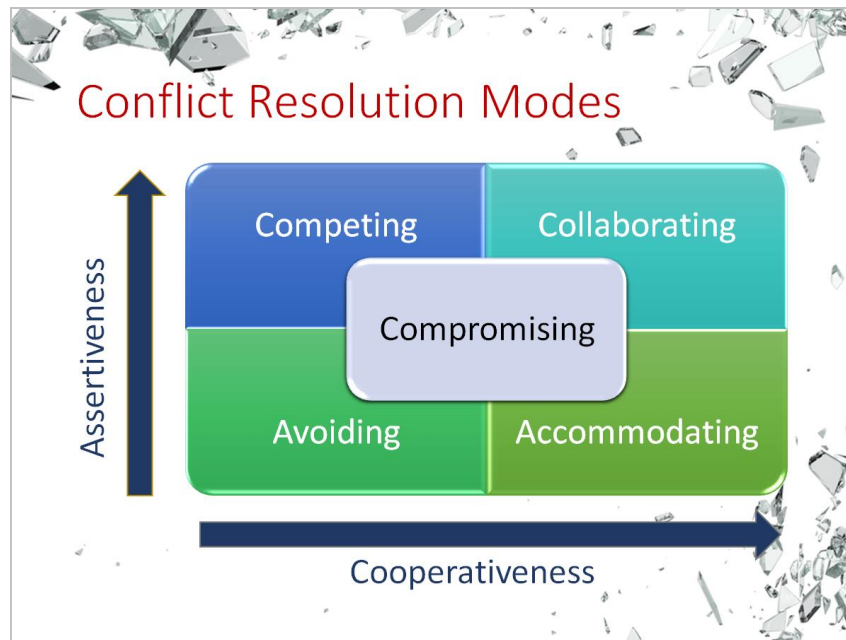 Conflict Resolution Modes
Competing
Collaborating
Compromising
Avoiding
Accommodating
Assertiveness
Cooperativeness